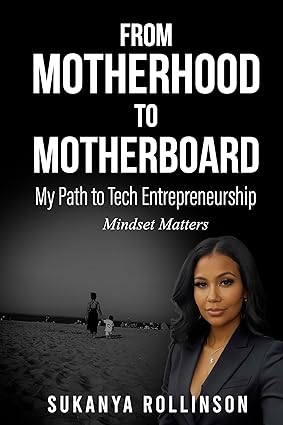 FROM
MOTHERHOOD
TO
MOTHERBOARD
My Path to Tech Entrepreneurship
Mindset Matters
SUKANYA ROLLINSON